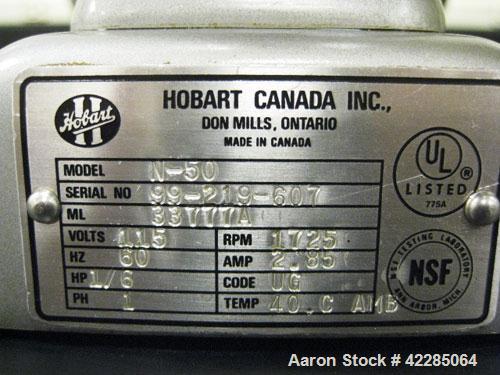 Hobart
HOBART CANADA INC.,
DON MILLS, ONTARIO
MADE IN CANADA
UL ®
LISTED
775A
MODEL N-50
SERIAL NO 99-219-607
ML 33777A
VOLTS 115 RPM 1725
HZ 60 AMP 2.85
HP 1/6 CODE UG
PH 1 TEMP 40.C AMB
NSF TESTING LABORATORY
NSF
ANN ARBOR, MICH
Aaron Stock # 42285064